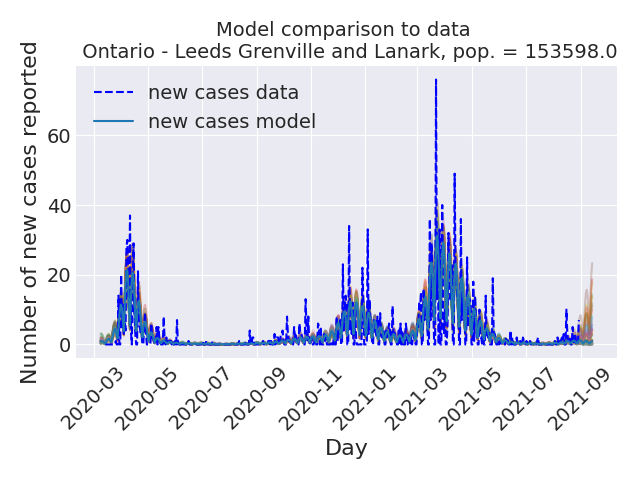 Model comparison to data
Ontario - Leeds Grenville and Lanark, pop. = 153598.0
Number of new cases reported
new cases data
new cases model
60
40
20
0
2020-03
2020-05
2020-07
2020-09
2020-11
2021-01
2021-03
2021-05
2021-07
2021-09
Day